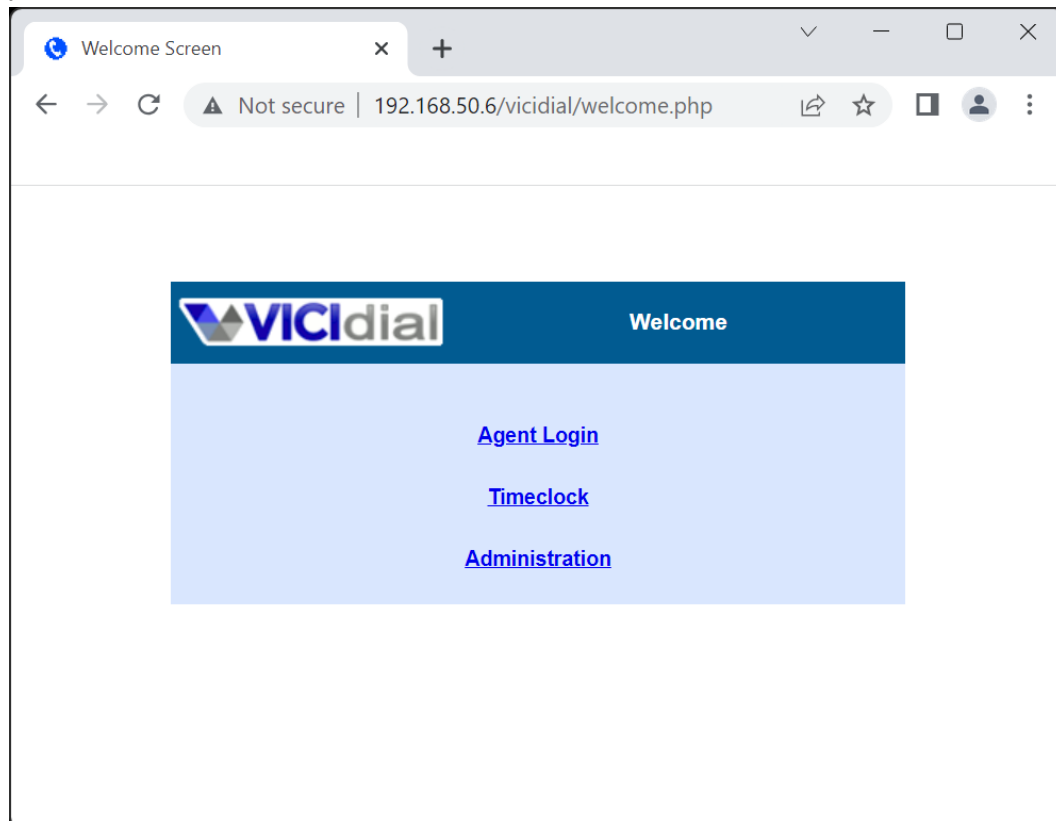 Welcome Screen
Not secure | 192.168.50.6/vicidial/welcome.php
VICIdial Welcome
Agent Login
Timeclock
Administration